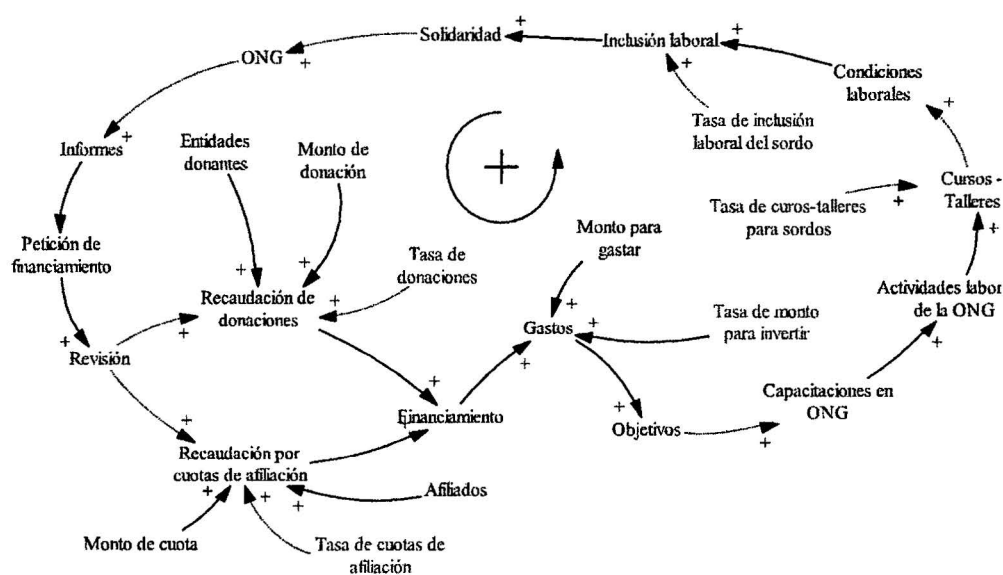 Solidaridad
Inclusión laboral
ONG
Condiciones
laborales
Informes
Entidades
donantes
Monto de
donación
Tasa de inclusión
laboral del sordo
Cursos -
Talleres
Tasa de curos-talleres
para sordos
Petición de
financiamiento
Monto para
gastar
Tasa de
donaciones
Recaudación de
donaciones
Actividades labor
de la ONG
Revisión
Gastos
Tasa de monto
para invertir
Capacitaciones en
ONG
Financiamiento
Objetivos
Recaudación por
cuotas de afiliación
Afiliados
Monto de cuota
Tasa de cuotas de
afiliación